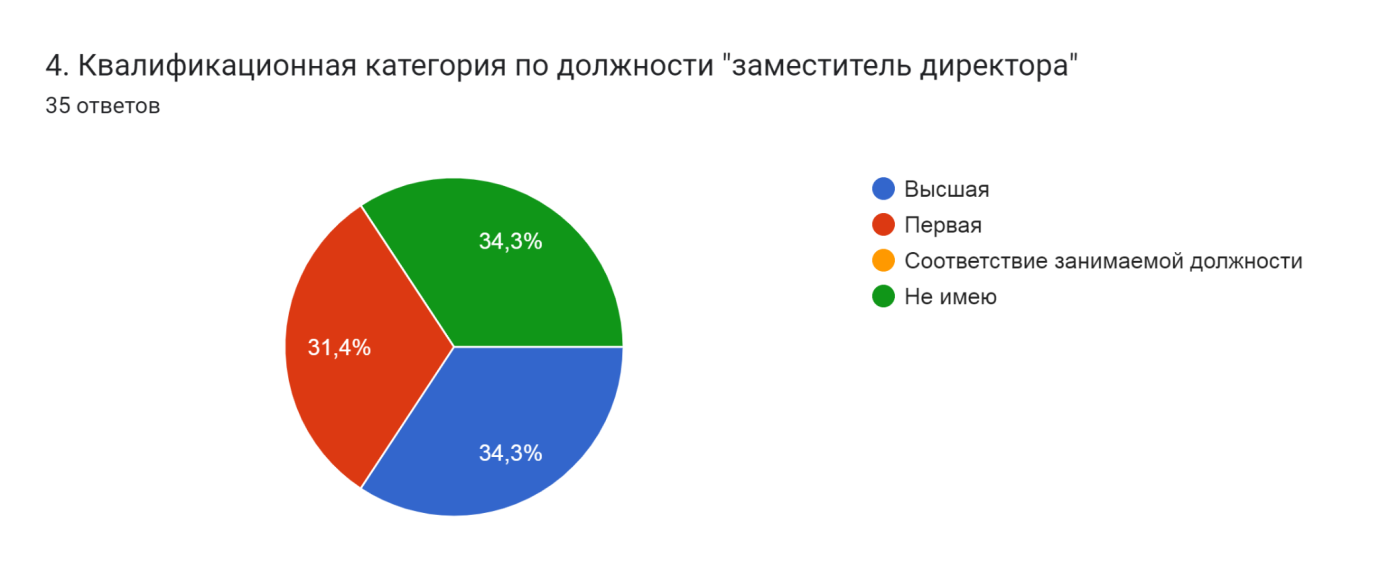 4. Квалификационная категория по должности "заместитель директора"
35 ответов
34,3%
31,4%
34,3%
Высшая
Первая
Соответствие занимаемой должности
Не имею